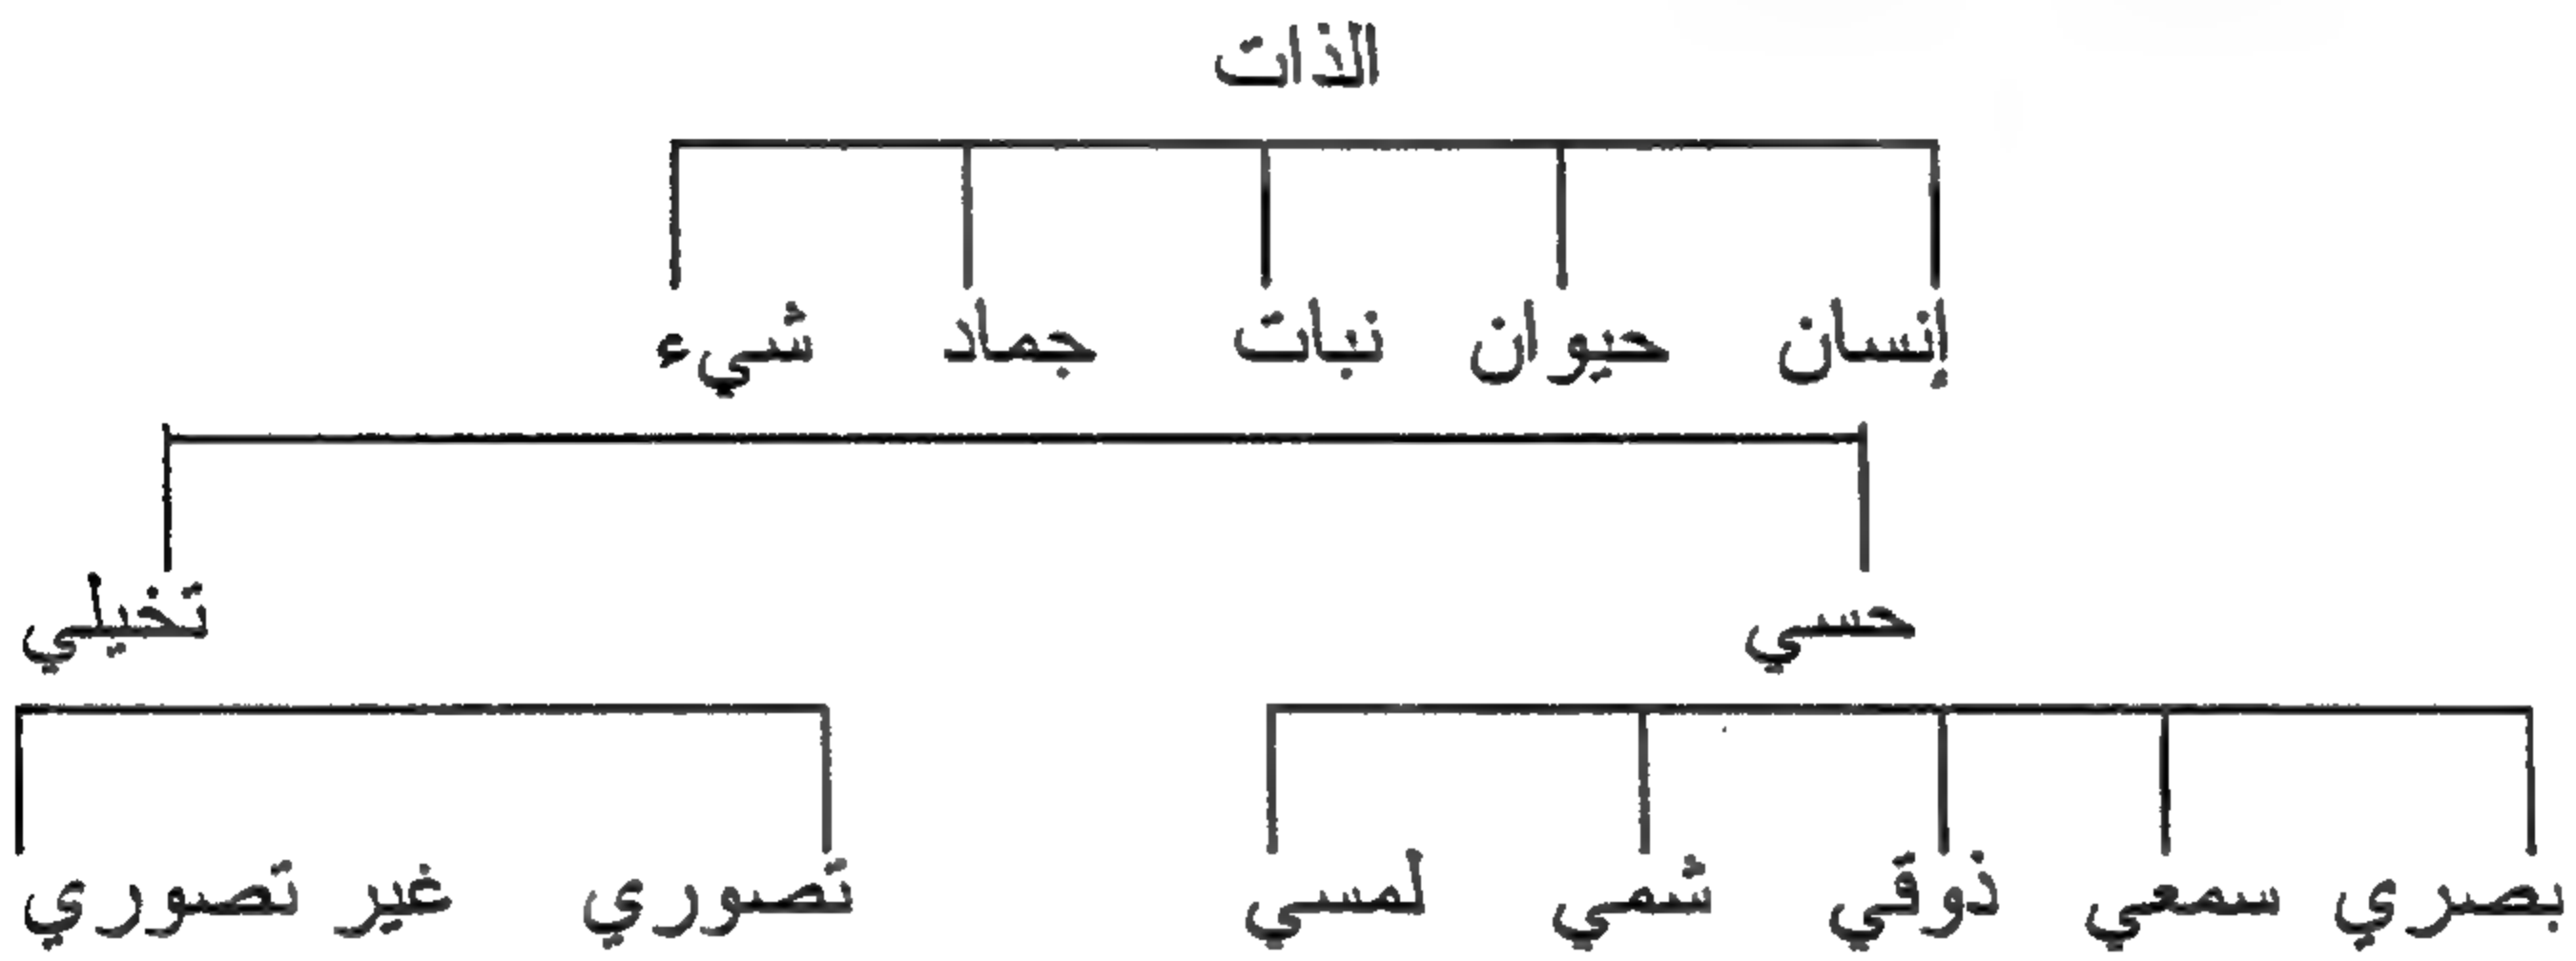 الذات
إنسان حيوان نبات جماد شيء
حسي تخيلي
بصري سمعي ذوقي شمي لمسي تصوري غير تصوري